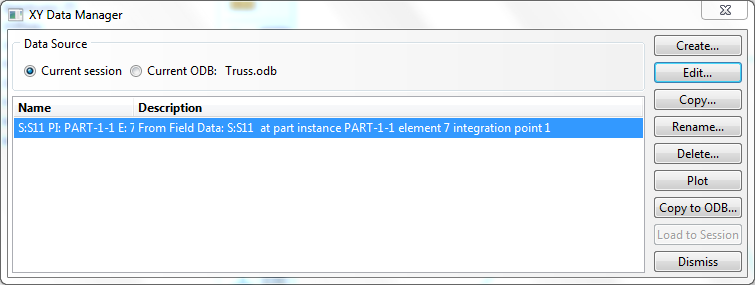 XY Data Manager
Data Source
Current session Current ODB: Truss.odb
Name Description
S:S11 PI: PART-1-1 E: 7 From Field Data: S:S11 at part instance PART-1-1 element 7 integration point 1
Create...
Edit...
Copy...
Rename...
Delete...
Plot
Copy to ODB...
Load to Session
Dismiss